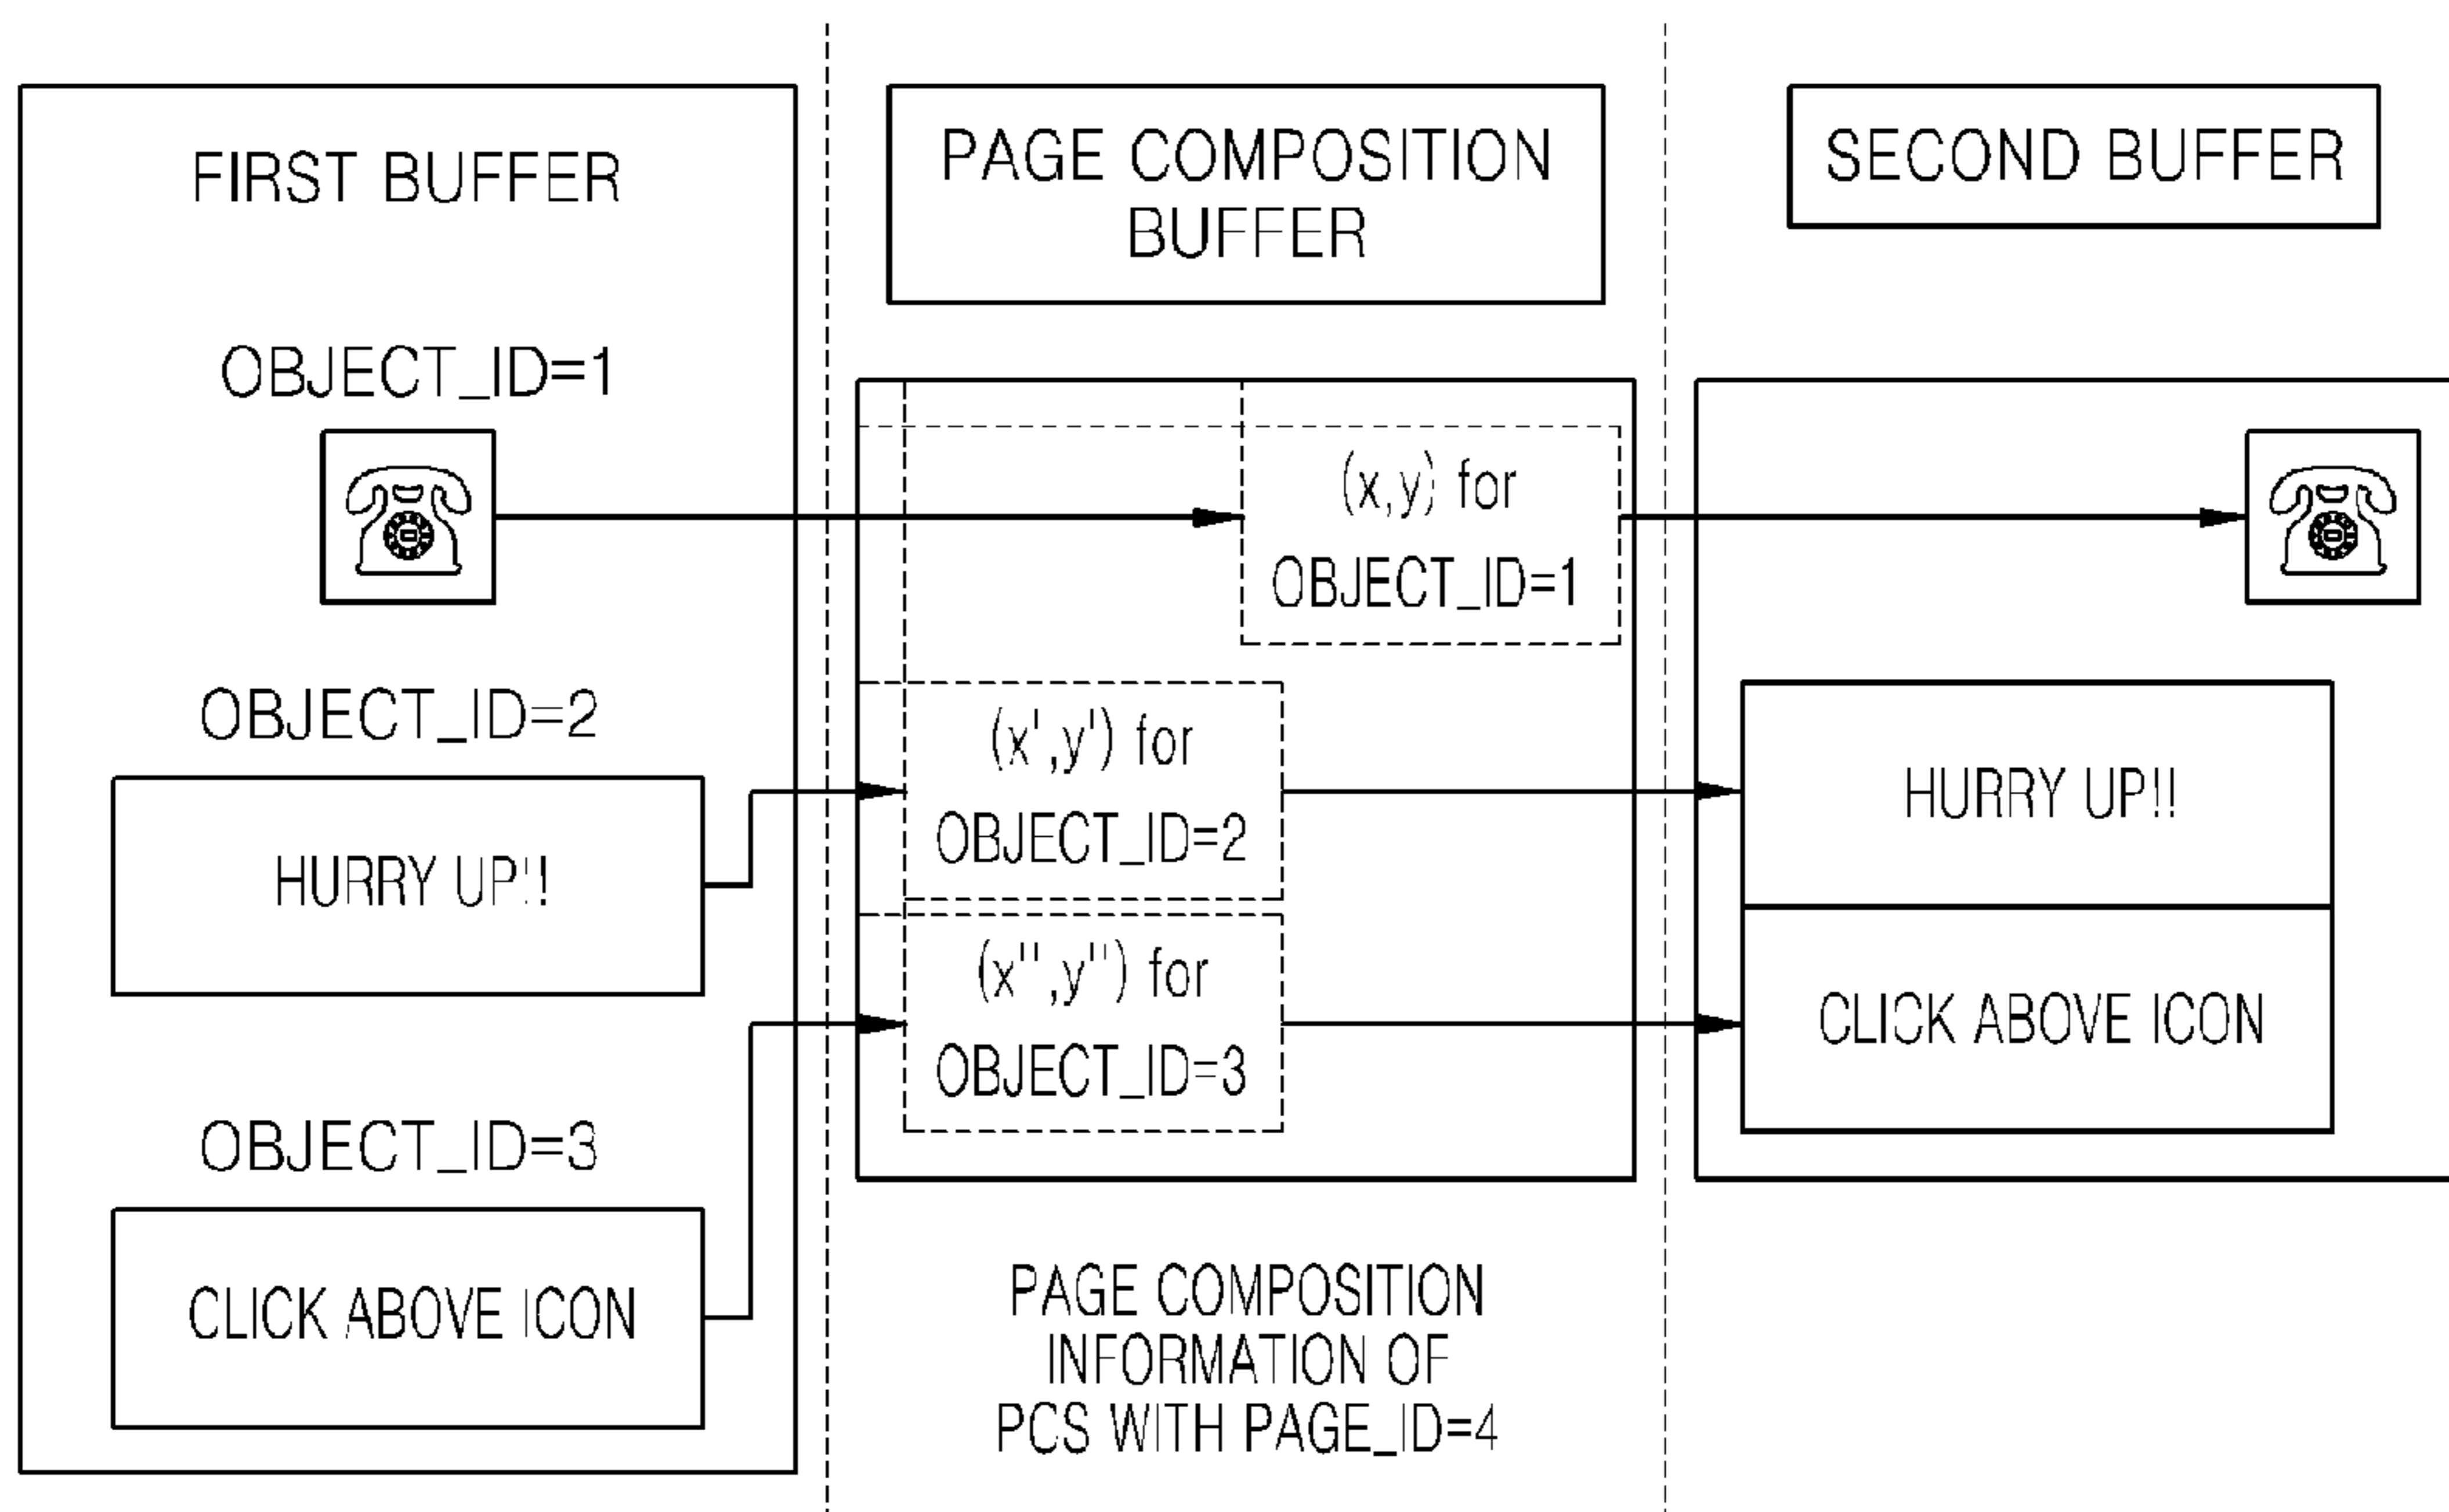 FIRST BUFFER
OBJECT_ID=1
OBJECT_ID=2
HURRY UP!!
OBJECT_ID=3
CLICK ABOVE ICON
PAGE COMPOSITION
BUFFER
(x,y) for
OBJECT_ID=1
(x',y') for
OBJECT_ID=2
(x'',y'') for
OBJECT_ID=3
PAGE COMPOSITION
INFORMATION OF
PCS WITH PAGE_ID=4
SECOND BUFFER
HURRY UP!!
CLICK ABOVE ICON